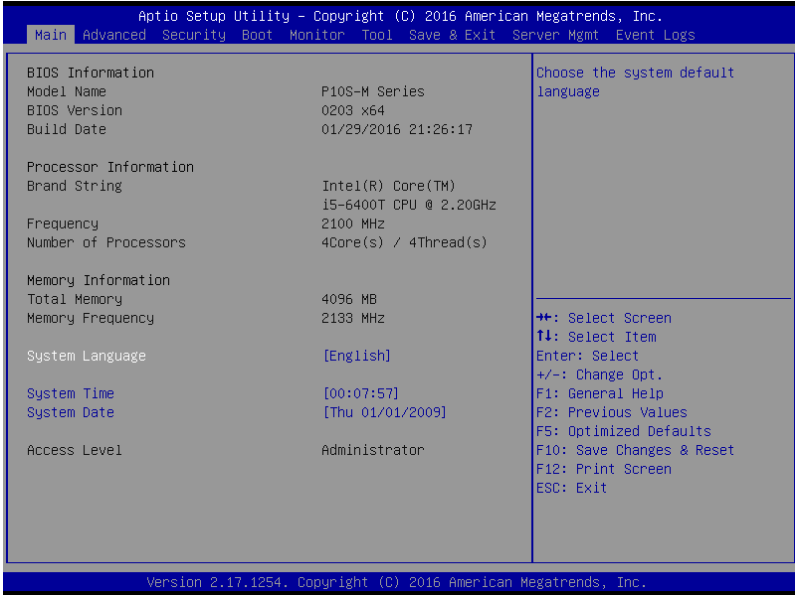 Aptio Setup Utility – Copyright (C) 2016 American Megatrends, Inc.
Main Advanced Security Boot Monitor Tool Save & Exit Server Mgmt Event Logs
BIOS Information
Model Name P10S-M Series
BIOS Version 0203 x64
Build Date 01/29/2016 21:26:17
Processor Information
Brand String Intel(R) Core(TM)
i5-6400T CPU @ 2.20GHz
Frequency 2100 MHz
Number of Processors 4Core(s) / 4Thread(s)
Memory Information
Total Memory 4096 MB
Memory Frequency 2133 MHz
System Language [English]
System Time [00:07:57]
System Date [Thu 01/01/2009]
Access Level Administrator
Choose the system default
language
→←: Select Screen
↑↓: Select Item
Enter: Select
+/-: Change Opt.
F1: General Help
F2: Previous Values
F5: Optimized Defaults
F10: Save Changes & Reset
F12: Print Screen
ESC: Exit
Version 2.17.1254. Copyright (C) 2016 American Megatrends, Inc.